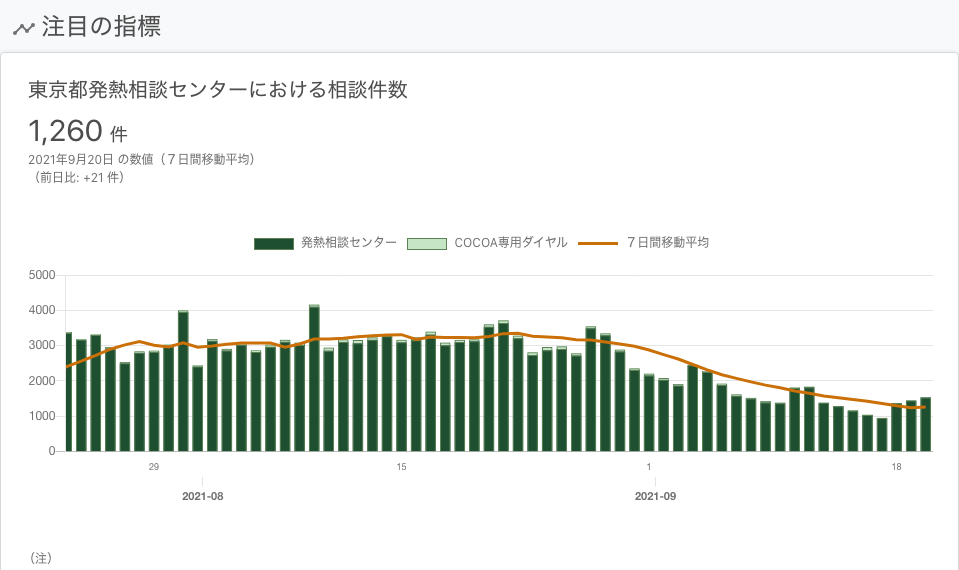 注目の指標
東京都発熱相談センターにおける相談件数
1,260 件
2021年9月20日 の数値（７日間移動平均）
（前日比: +21 件）
発熱相談センター COCOA専用ダイヤル ７日間移動平均
5000
4000
3000
2000
1000
0
29 15 1 18
2021-08 2021-09
（注）